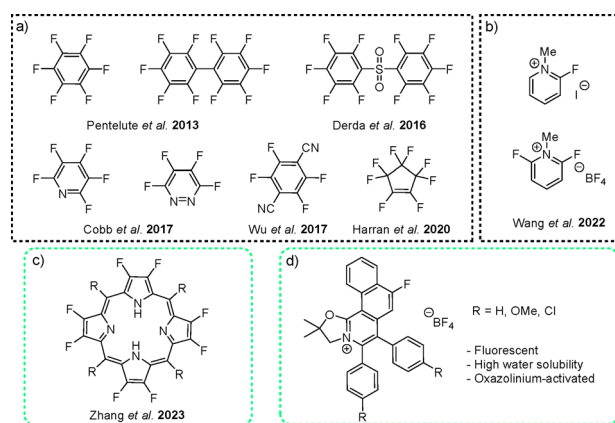 a)
F F
F F
F F
F F F F
F F
F F F F
F F O O F F
F S F
F F F F
Pentelute et al. 2013
Derda et al. 2016
F F
F F
N F
F F
F F
N N
F CN
F F
NC F
F F
F F
F F
F F
Cobb et al. 2017
Wu et al. 2017
Harran et al. 2020
b)
Me
N+ F
I−
Me
F N+ F
−
BF4
Wang et al. 2022
c)
F F
R R
F NH F
N N
F HN F
R R
F F
Zhang et al. 2023
d)
F
O
N+
R
R
−
BF4
R = H, OMe, Cl
- Fluorescent
- High water solubility
- Oxazolinium-activated